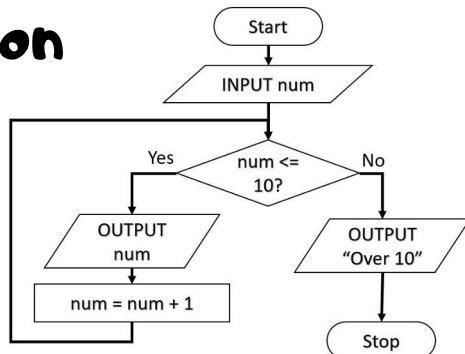 on
Start
INPUT num
Yes
num <=
10?
No
OUTPUT
num
OUTPUT
“Over 10”
num = num + 1
Stop